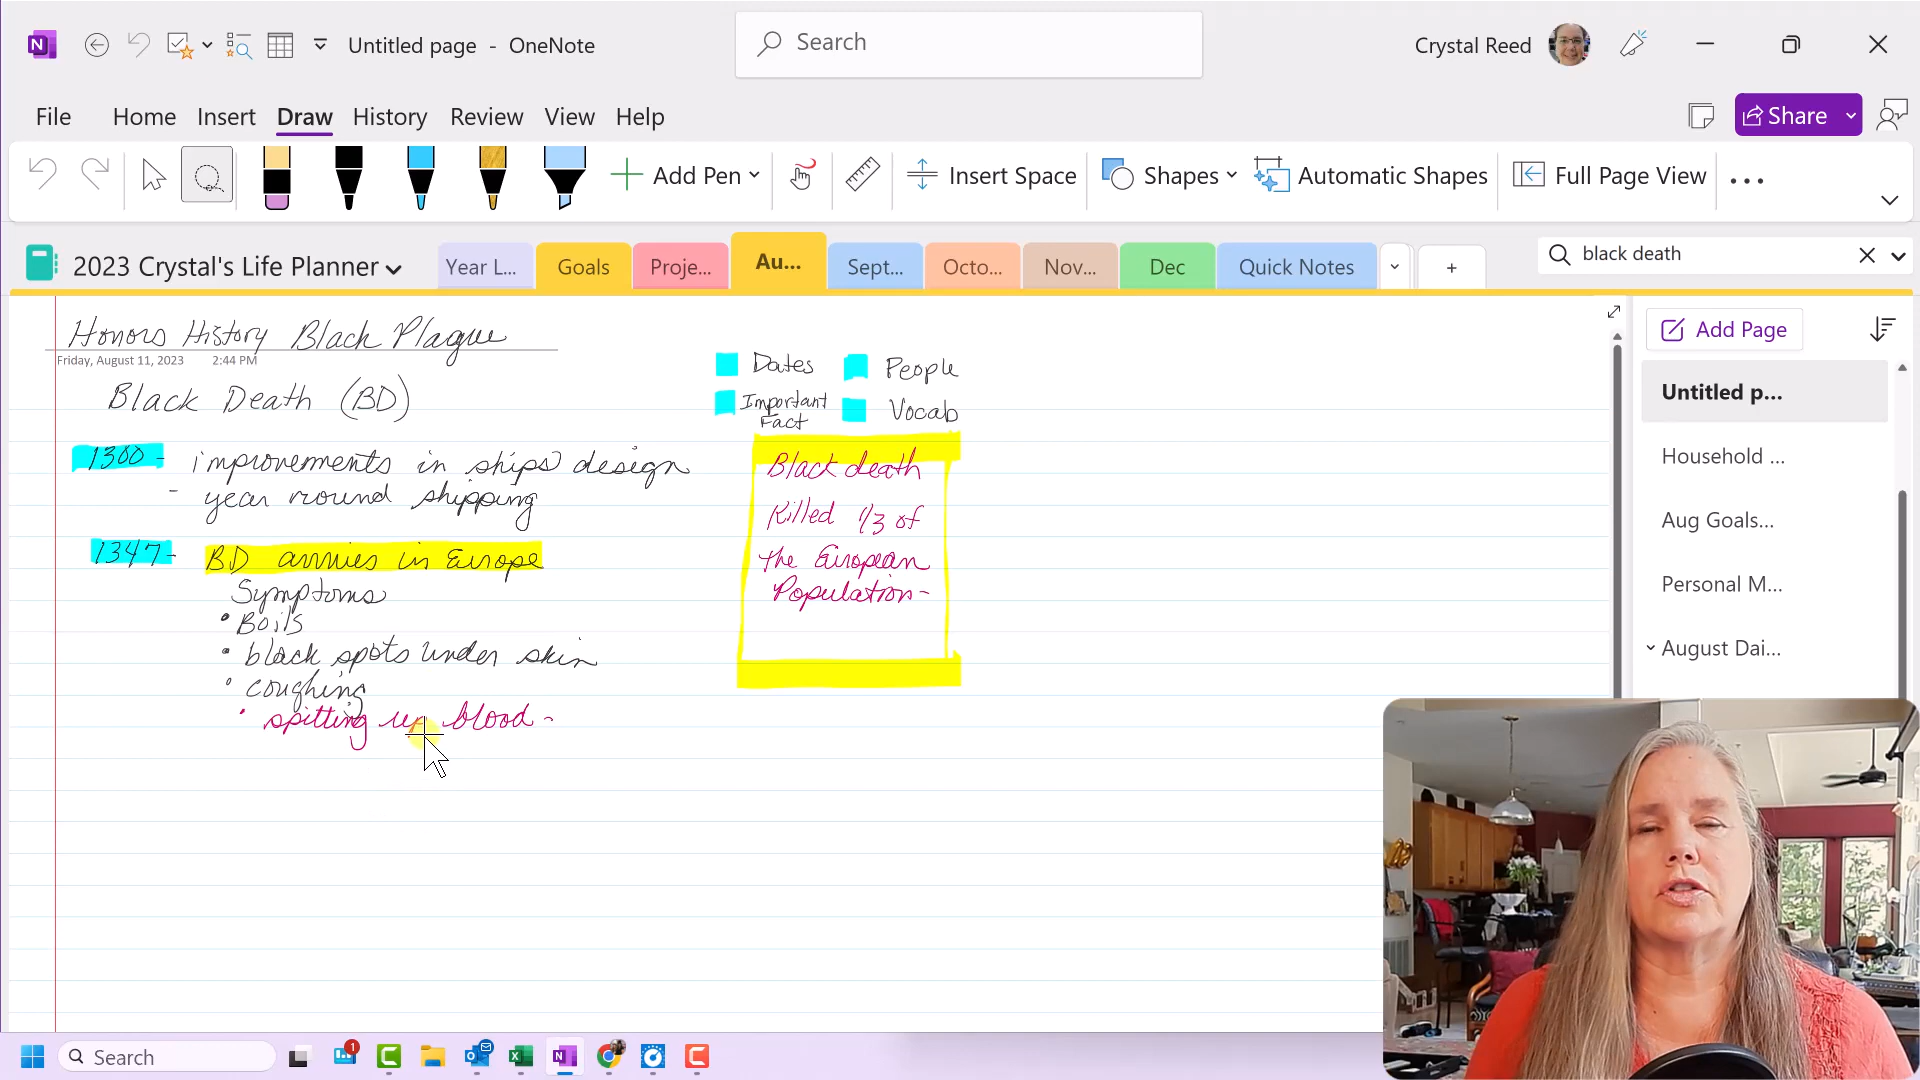 Untitled page - OneNote
Search
Crystal Reed
File Home Insert Draw History Review View Help
Share
Add Pen
Insert Space
Shapes
Automatic Shapes
Full Page View
2023 Crystal's Life Planner
Year L...
Goals
Proje...
Au...
Sept...
Octo...
Nov...
Dec
Quick Notes
black death
Honors History Black Plague
Friday, August 11, 2023 2:44 PM
Black Death (BD)
1300 - improvements in ships design
- year round shipping
1347 - BD arrives in Europe
Symptoms
• Boils
• black spots under skin
• coughing
• spitting up blood -
Dates
People
Important Fact
Vocab
Black death
Killed 1/3 of
the European
Population -
Add Page
Untitled p...
Household ...
Aug Goals...
Personal M...
August Dai...
Search
1